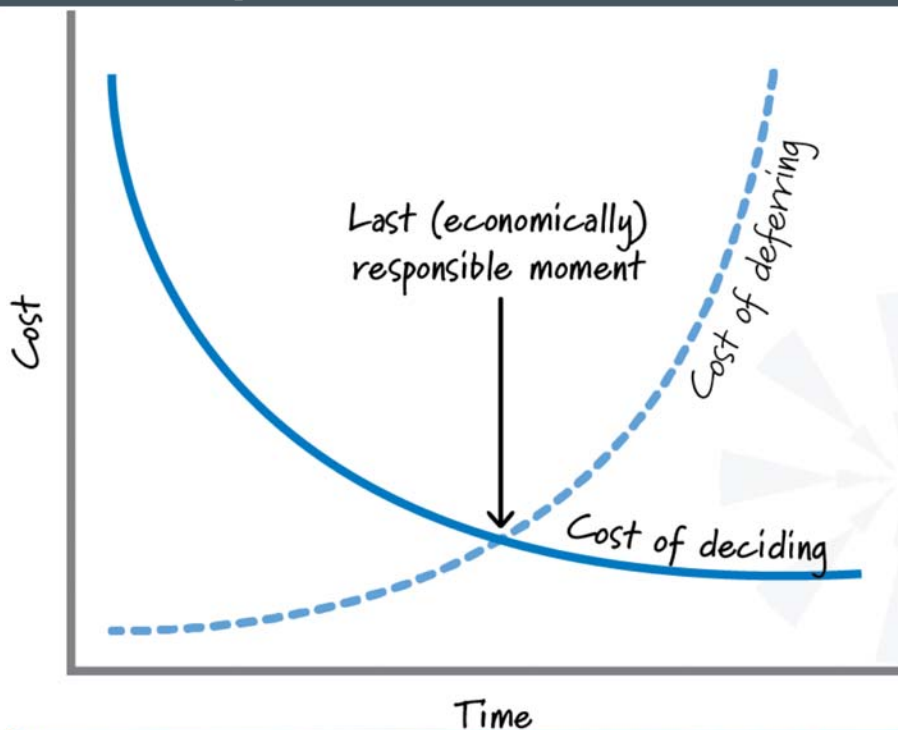 Last (economically)
responsible moment
Cost of deferring
Cost
Cost of deciding
Time